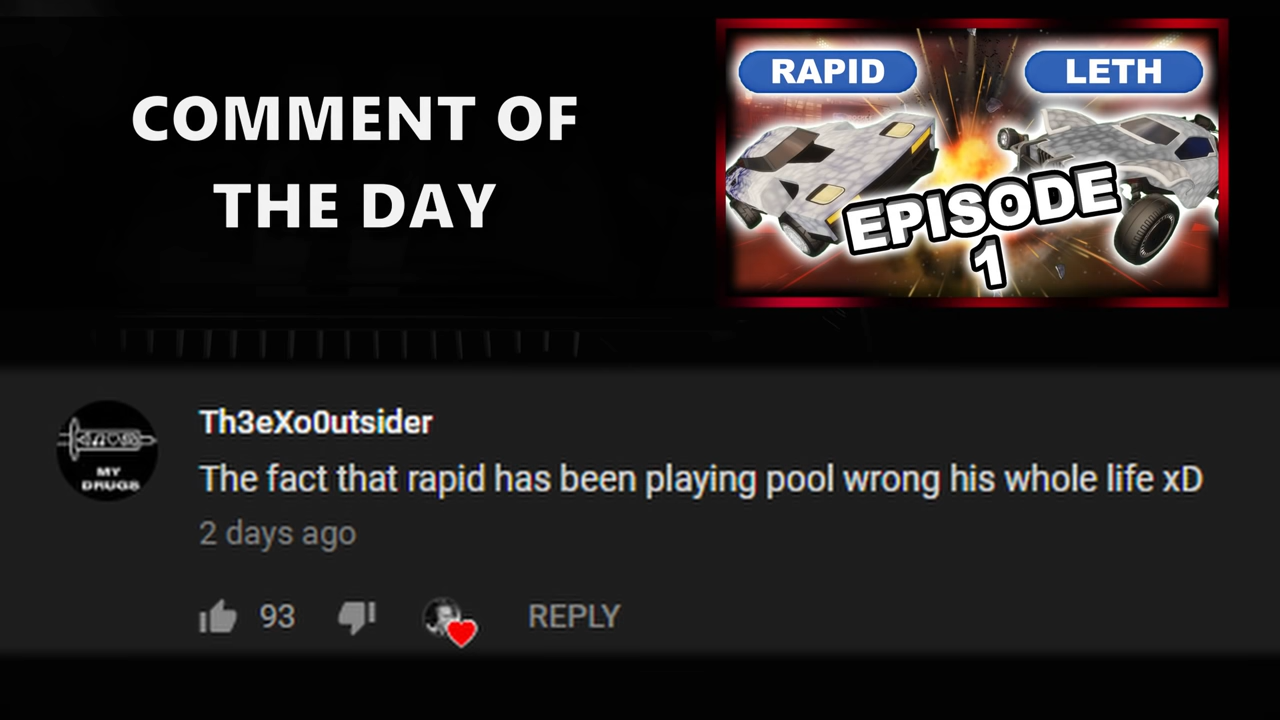 COMMENT OF
THE DAY
RAPID
LETH
EPISODE
1
Th3eXo0utsider
The fact that rapid has been playing pool wrong his whole life xD
2 days ago
93
REPLY
MY
DRUGS